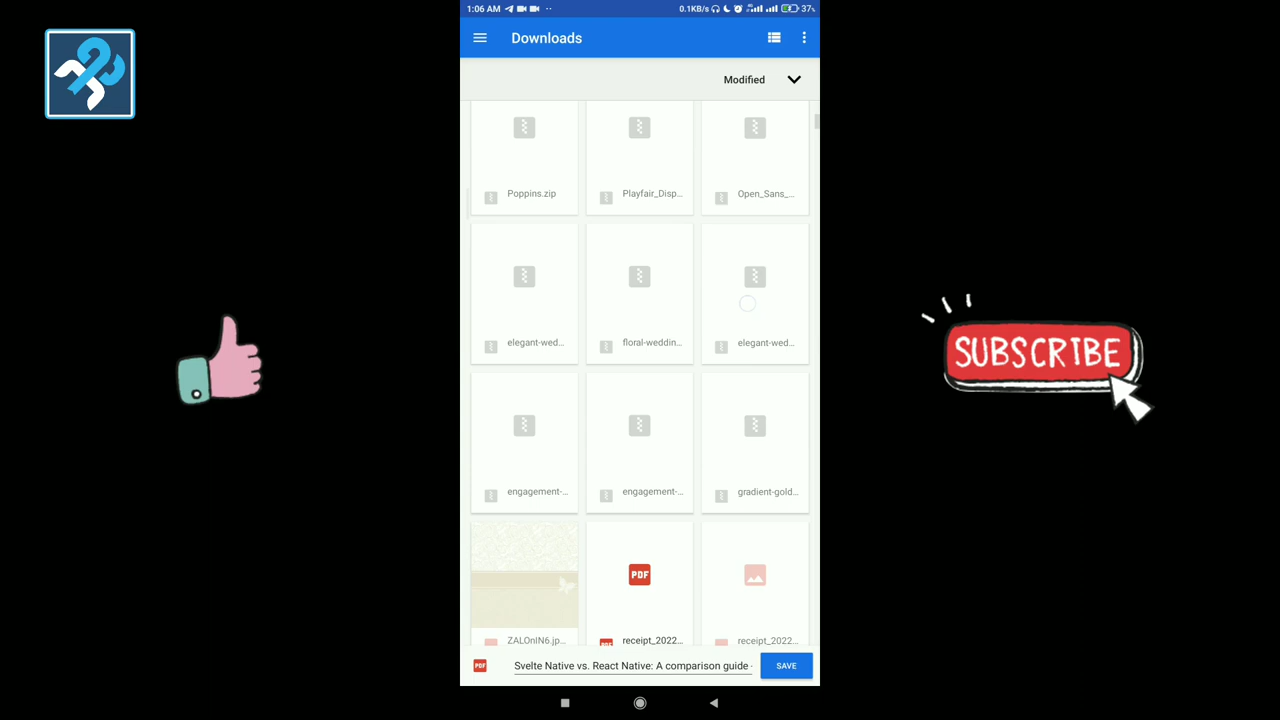 1:06 AM
0.1KB/s
37%
Downloads
Modified
Poppins.zip
Playfair_Disp...
Open_Sans_...
elegant-wed...
floral-weddin...
elegant-wed...
engagement-...
engagement-...
gradient-gold...
PDF
ZALOnIN6.jp...
receipt_2022...
receipt_2022...
PDF
Svelte Native vs. React Native: A comparison guide -
SAVE
SUBSCRIBE